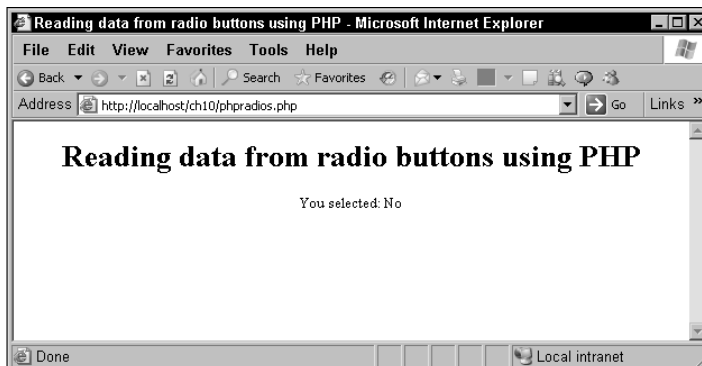 Reading data from radio buttons using PHP - Microsoft Internet Explorer
File Edit View Favorites Tools Help
Back Search Favorites
Address http://localhost/ch10/phpradios.php Go Links »
Reading data from radio buttons using PHP
You selected: No
Done Local intranet